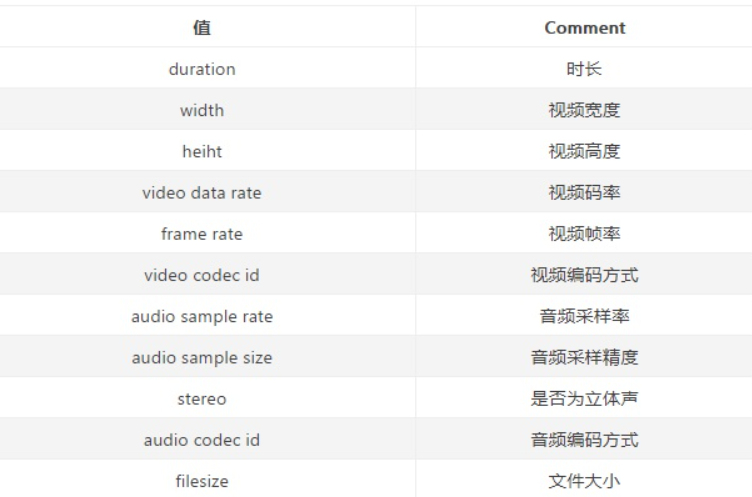 值 Comment
duration 时长
width 视频宽度
heiht 视频高度
video data rate 视频码率
frame rate 视频帧率
video codec id 视频编码方式
audio sample rate 音频采样率
audio sample size 音频采样精度
stereo 是否为立体声
audio codec id 音频编码方式
filesize 文件大小